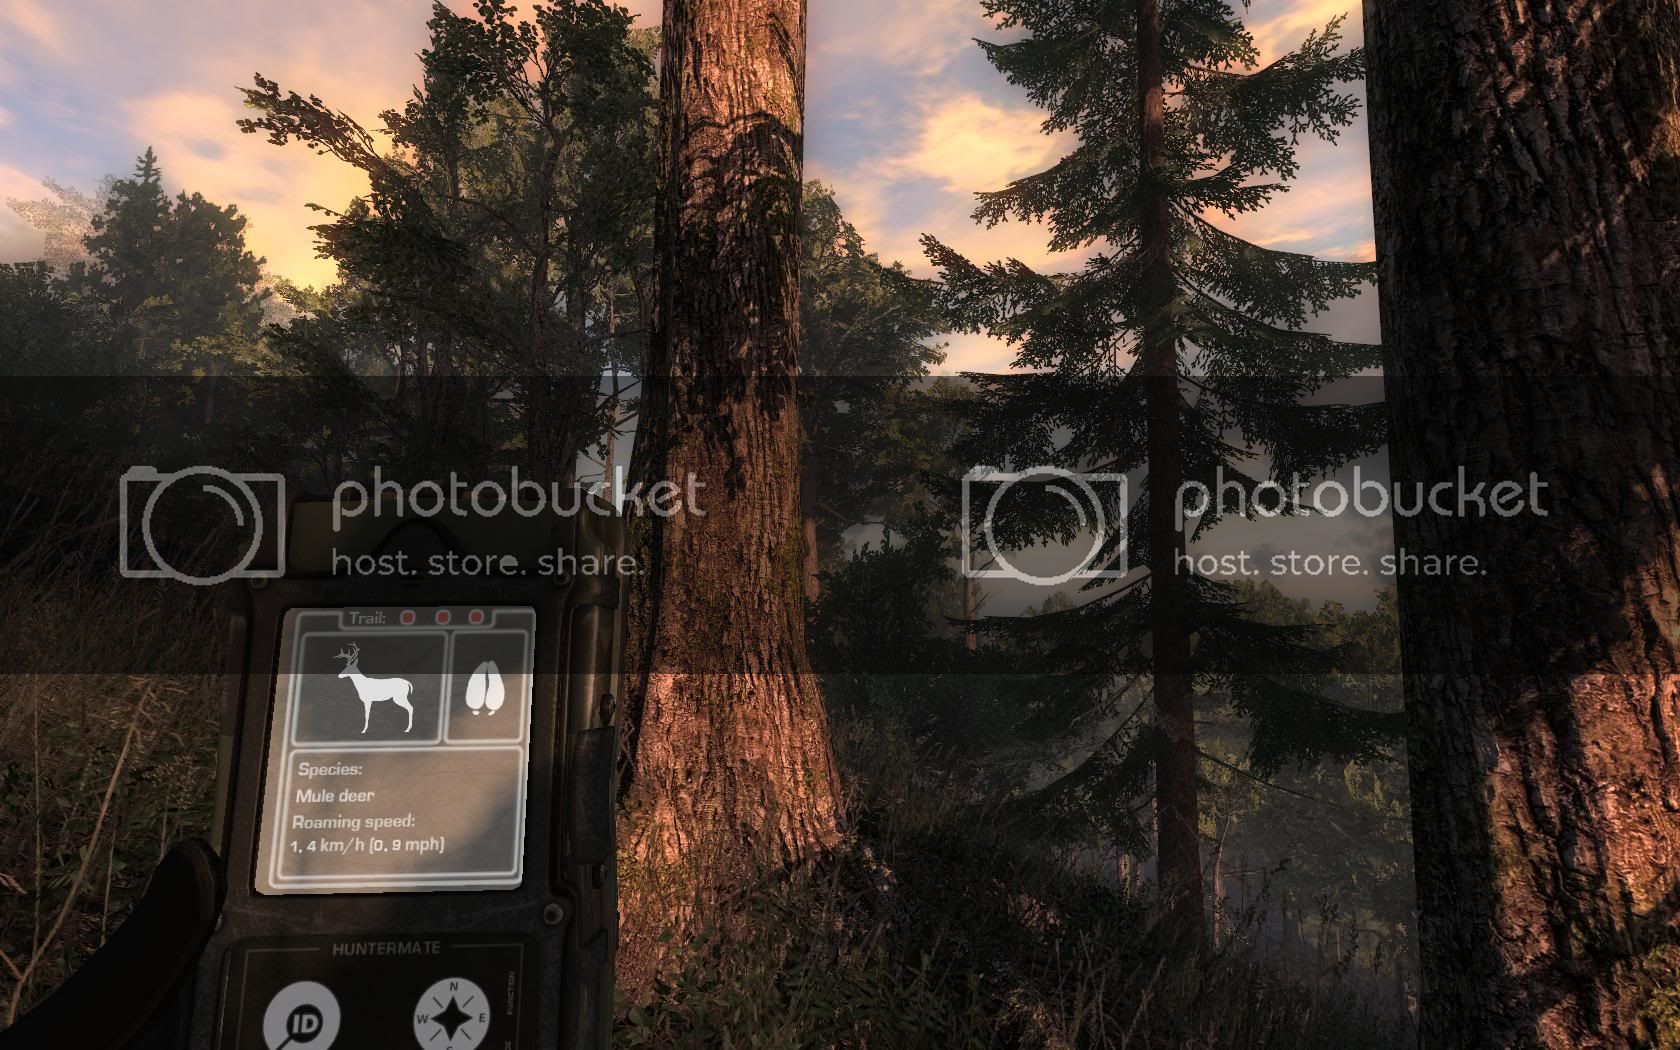 photobucket photobucket
host. store. share. host. store. share.
Trail:
Species:
Mule deer
Roaming speed:
1,4 km/h (0,9 mph)
HUNTERMATE
FUNCTION
ID
N
W E